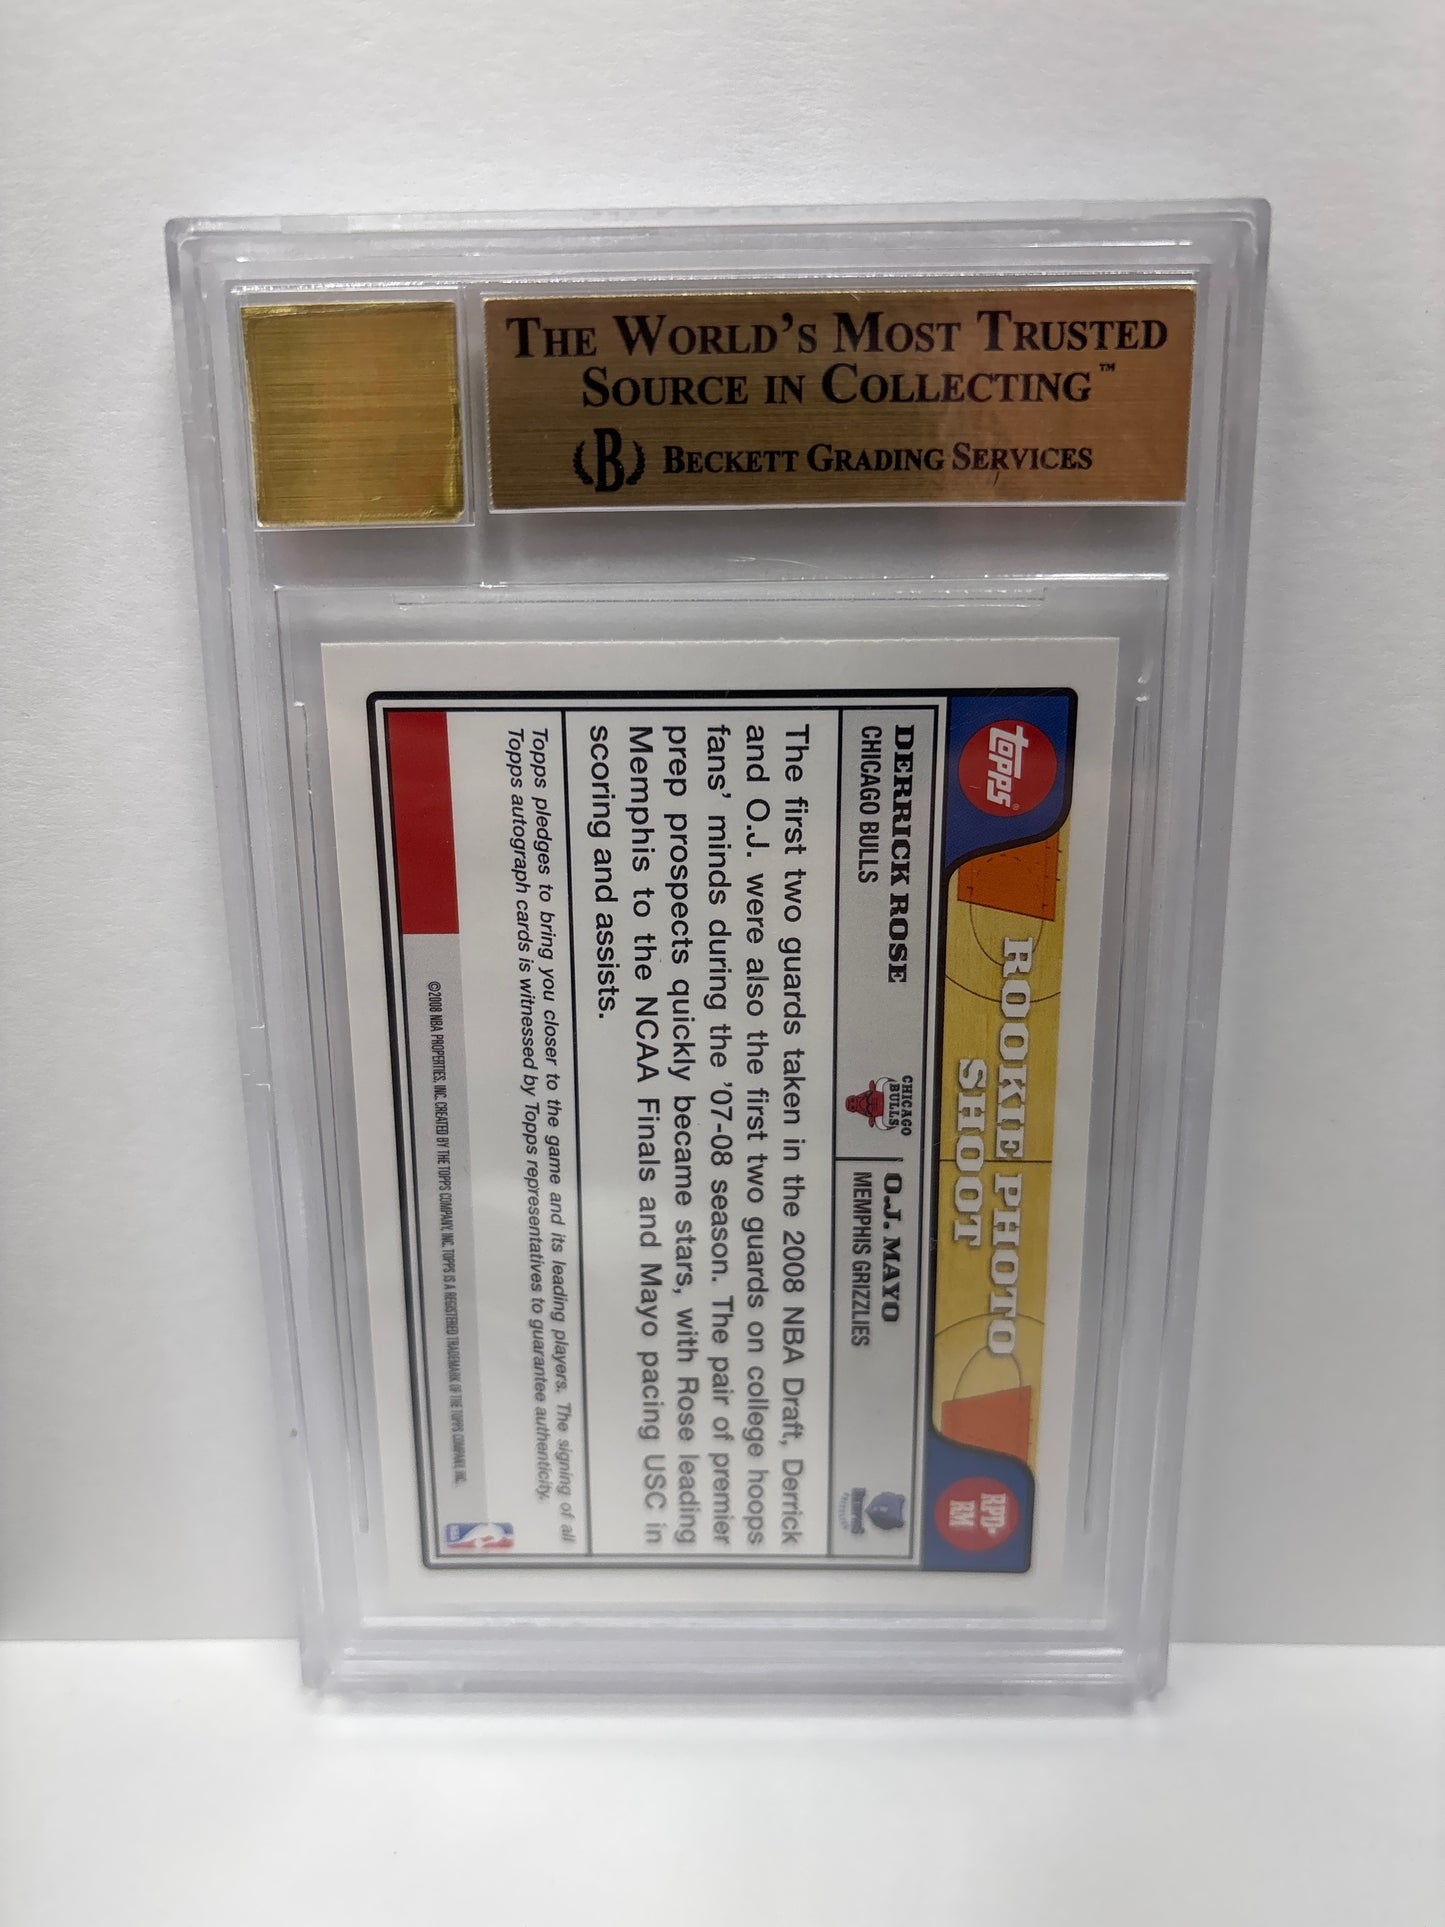 THE WORLD'S MOST TRUSTED
SOURCE IN COLLECTING™
B BECKETT GRADING SERVICES
topps®
ROOKIE PHOTO
SHOOT
RPD-
RM
DERRICK ROSE
CHICAGO BULLS
CHICAGO
BULLS
O.J. MAYO
MEMPHIS GRIZZLIES
The first two guards taken in the 2008 NBA Draft, Derrick
and O.J. were also the first two guards on college hoops
fans' minds during the '07-08 season. The pair of premier
prep prospects quickly became stars, with Rose leading
Memphis to the NCAA Finals and Mayo pacing USC in
scoring and assists.
Topps pledges to bring you closer to the game and its leading players. The signing of all
Topps autograph cards is witnessed by Topps representatives to guarantee authenticity.
©2008 NBA PROPERTIES, INC. CREATED BY THE TOPPS COMPANY, INC. TOPPS IS A REGISTERED TRADEMARK OF THE TOPPS COMPANY, INC.